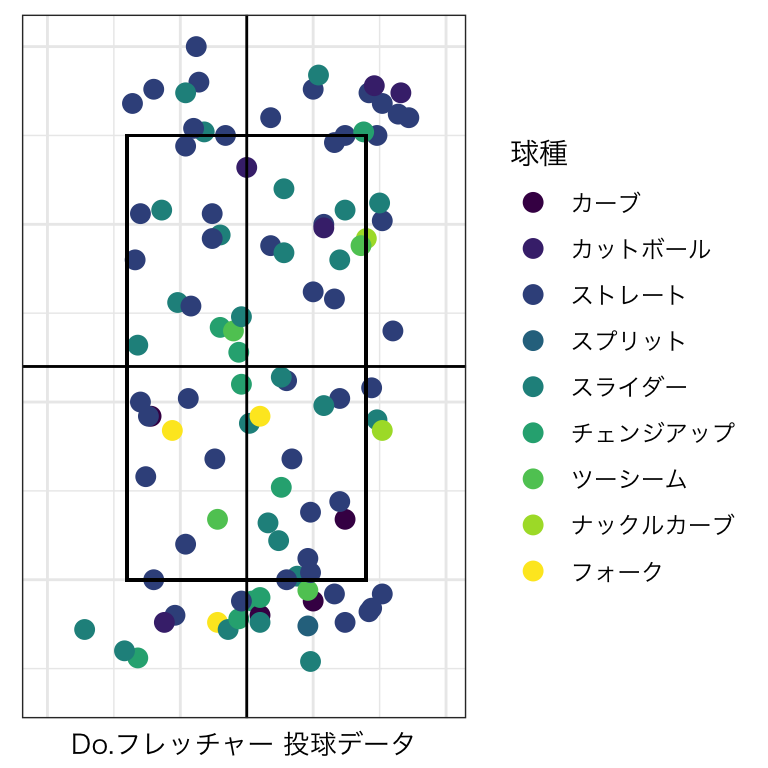 球種
カーブ
カットボール
ストレート
スプリット
スライダー
チェンジアップ
ツーシーム
ナックルカーブ
フォーク
Do.フレッチャー 投球データ